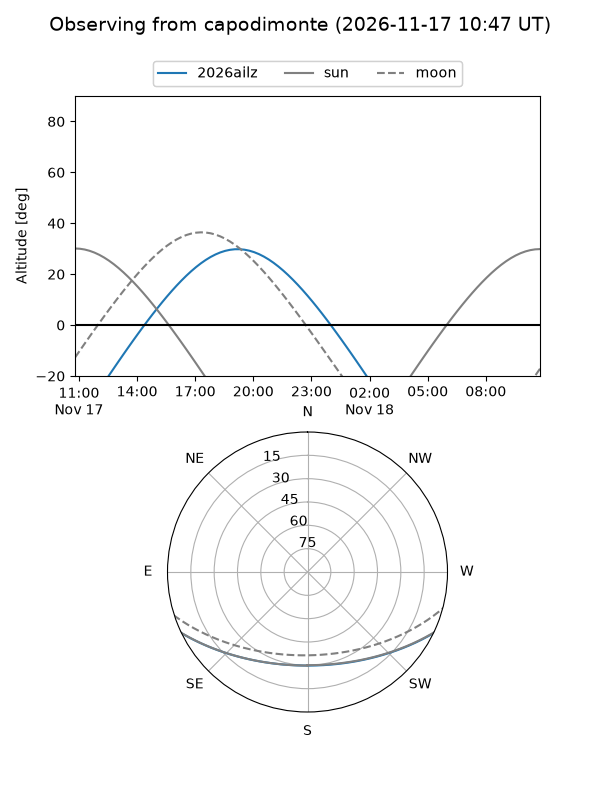 Observing from capodimonte (2026-11-17 10:47 UT)
2026ailz sun moon
80
60
40
20
0
−20
Altitude [deg]
11:00 14:00 17:00 20:00 23:00 02:00 05:00 08:00
Nov 17 Nov 18
N
NE NW
15
30
45
60
75
E W
SE SW
S